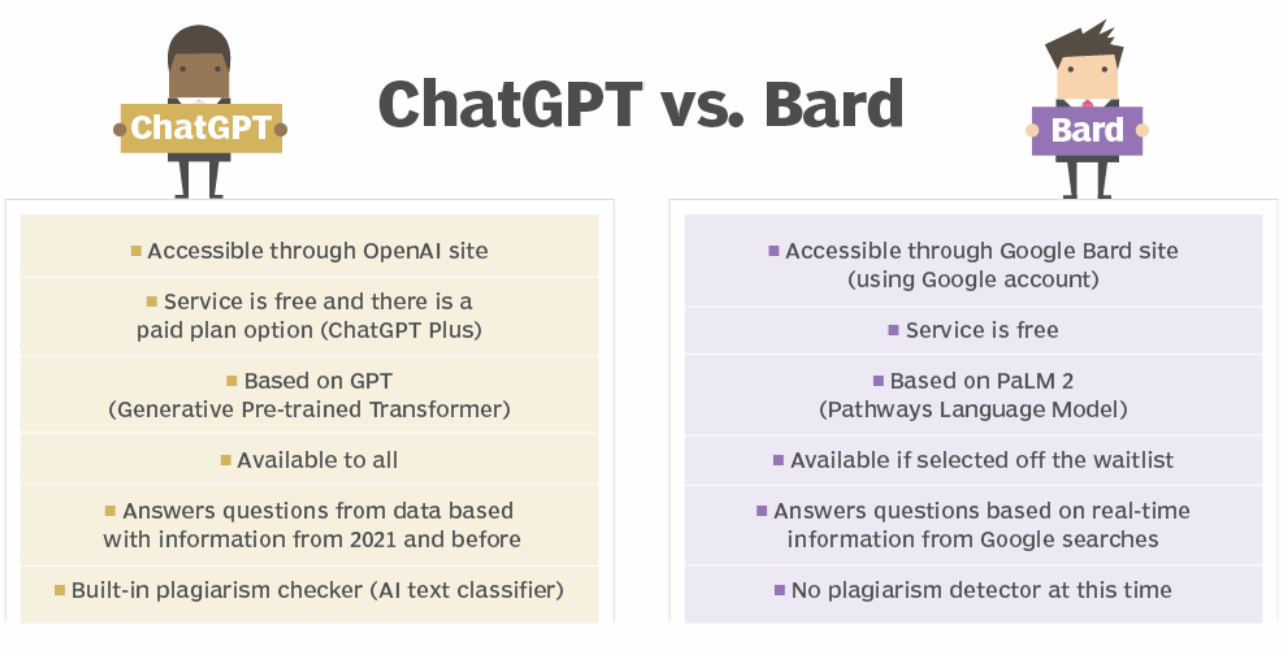 ChatGPT
ChatGPT vs. Bard
Bard
Accessible through OpenAI site
Service is free and there is a
paid plan option (ChatGPT Plus)
Based on GPT
(Generative Pre-trained Transformer)
Available to all
Answers questions from data based
with information from 2021 and before
Built-in plagiarism checker (AI text classifier)
Accessible through Google Bard site
(using Google account)
Service is free
Based on PaLM 2
(Pathways Language Model)
Available if selected off the waitlist
Answers questions based on real-time
information from Google searches
No plagiarism detector at this time